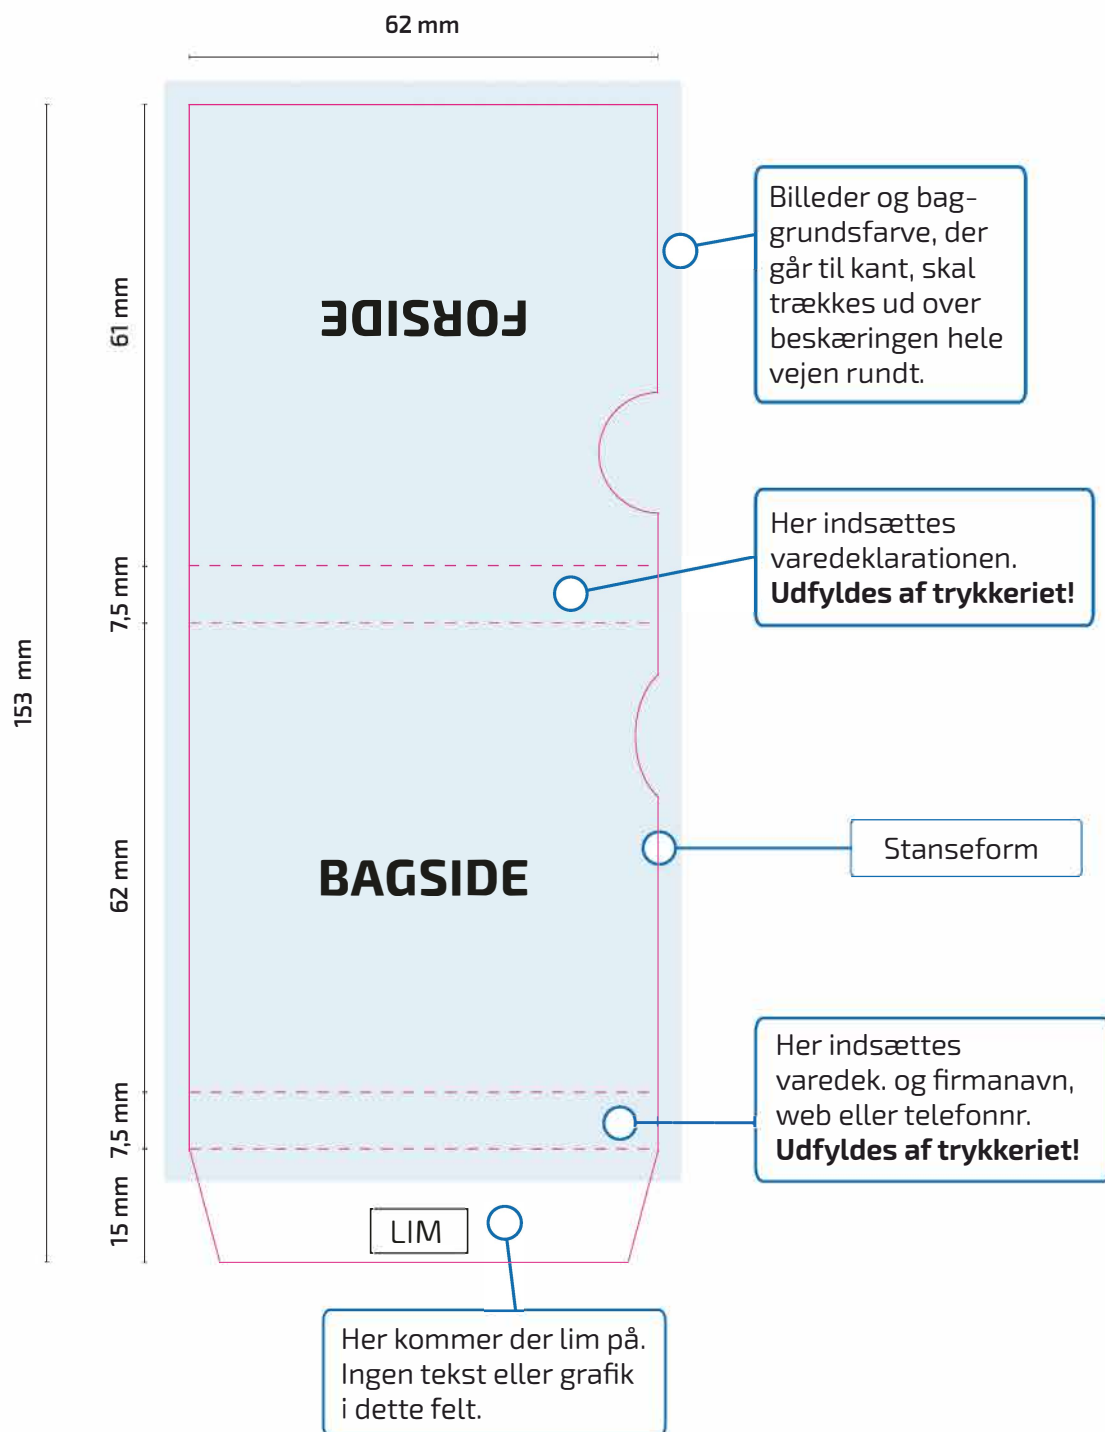 62 mm
Billeder og bag-
grundsfarve, der
går til kant, skal
trækkes ud over
beskæringen hele
vejen rundt.
61 mm
FORSIDE
Her indsættes
varedeklarationen.
Udfyldes af trykkeriet!
7,5 mm
153 mm
62 mm
BAGSIDE
Stanseform
Her indsættes
varedek. og firmanavn,
web eller telefonnr.
Udfyldes af trykkeriet!
7,5 mm
15 mm
LIM
Her kommer der lim på.
Ingen tekst eller grafik
i dette felt.